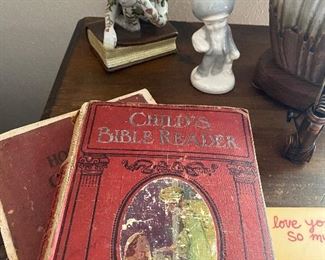 CHILD'S
BIBLE READER
HO
love yo
So m